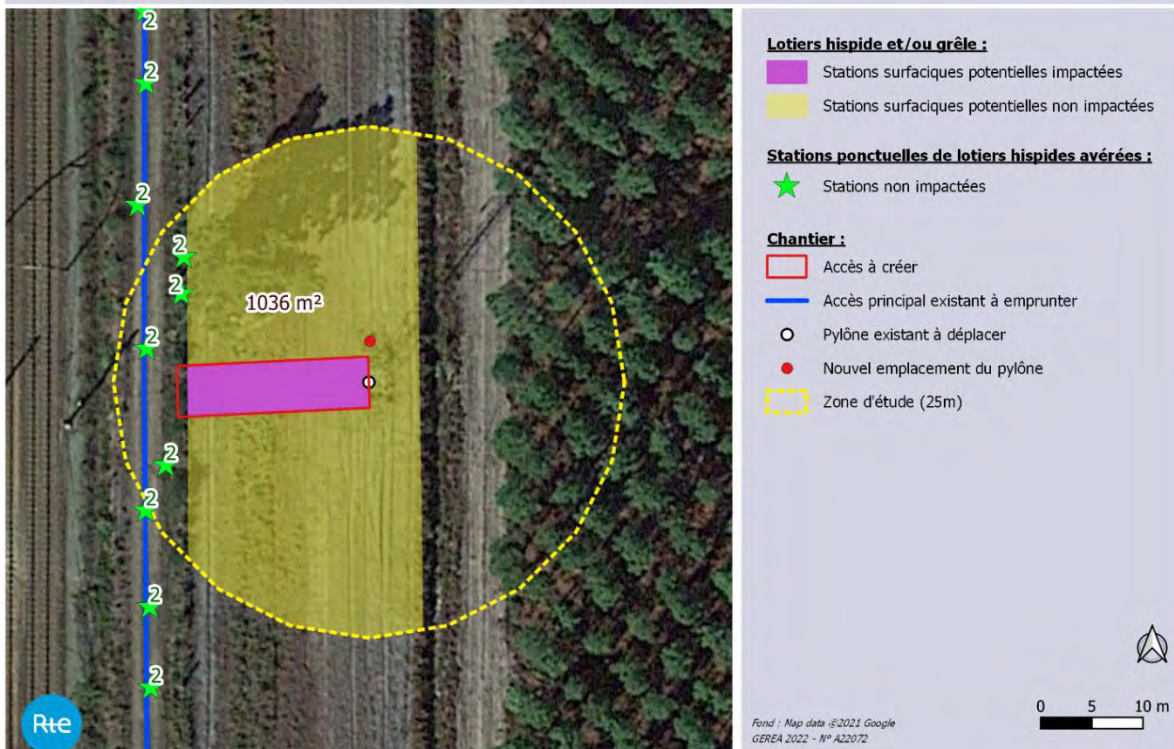 2
2
2
2
2
1036 m²
2
2
2
2
2
Rte
Lotiers hispide et/ou grêle :
Stations surfaciques potentielles impactées
Stations surfaciques potentielles non impactées
Stations ponctuelles de lotiers hispides avérées :
Stations non impactées
Chantier :
Accès à créer
Accès principal existant à emprunter
Pylône existant à déplacer
Nouvel emplacement du pylône
Zone d'étude (25m)
0 5 10 m
Fond : Map data @2021 Google
GEREA 2022 - N° A22072